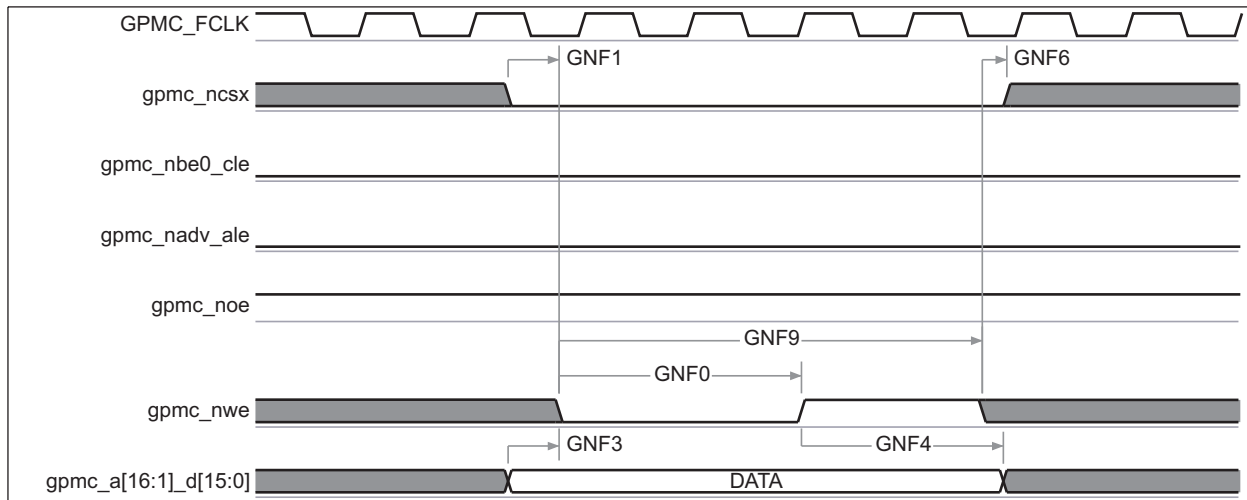 GPMC_FCLK
GNF1
GNF6
gpmc_ncsx
gpmc_nbe0_cle
gpmc_nadv_ale
gpmc_noe
GNF9
GNF0
gpmc_nwe
GNF3
GNF4
gpmc_a[16:1]_d[15:0]
DATA